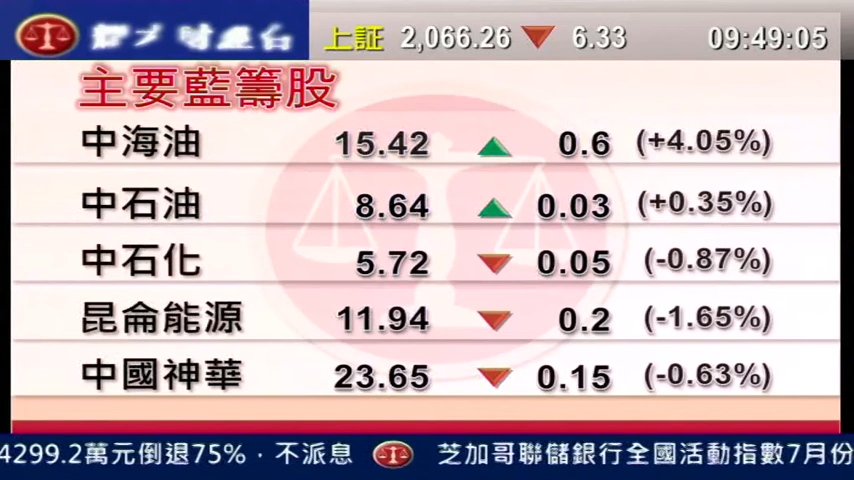 上証 2,066.26 ▼ 6.33 09:49:05
主要藍籌股
中海油 15.42 ▲ 0.6 (+4.05%)
中石油 8.64 ▲ 0.03 (+0.35%)
中石化 5.72 ▼ 0.05 (-0.87%)
昆侖能源 11.94 ▼ 0.2 (-1.65%)
中國神華 23.65 ▼ 0.15 (-0.63%)
4299.2萬元倒退75%，不派息 芝加哥聯儲銀行全國活動指數7月份